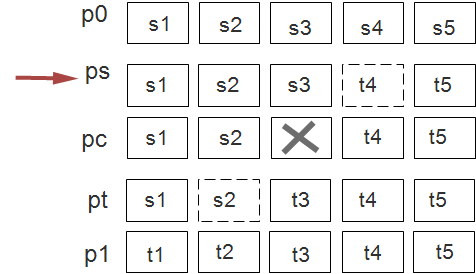 p0 s1 s2 s3 s4 s5
ps s1 s2 s3 t4 t5
pc s1 s2 t4 t5
pt s1 s2 t3 t4 t5
p1 t1 t2 t3 t4 t5